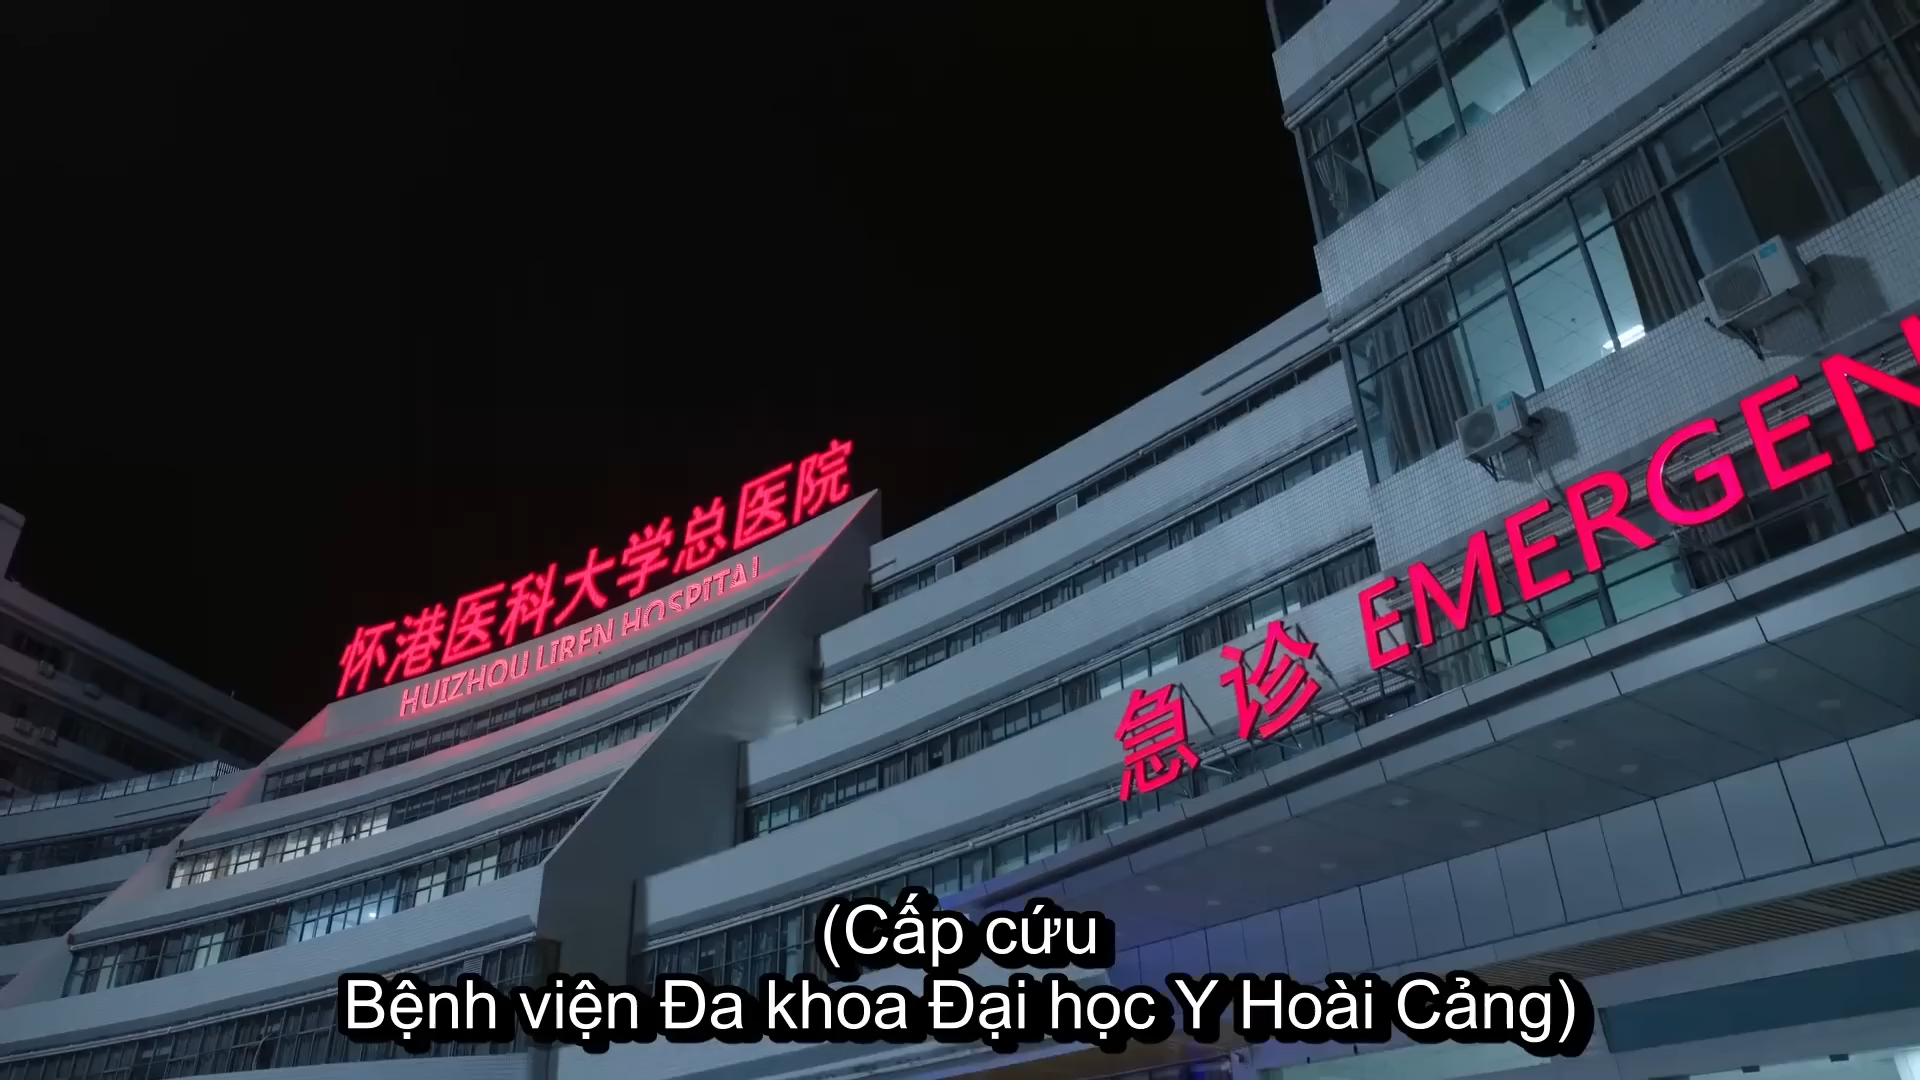 怀港医科大学总医院
HUIZHOU LIREN HOSPITAL
急诊 EMERGEN
(Cấp cứu
Bệnh viện Đa khoa Đại học Y Hoài Cảng)